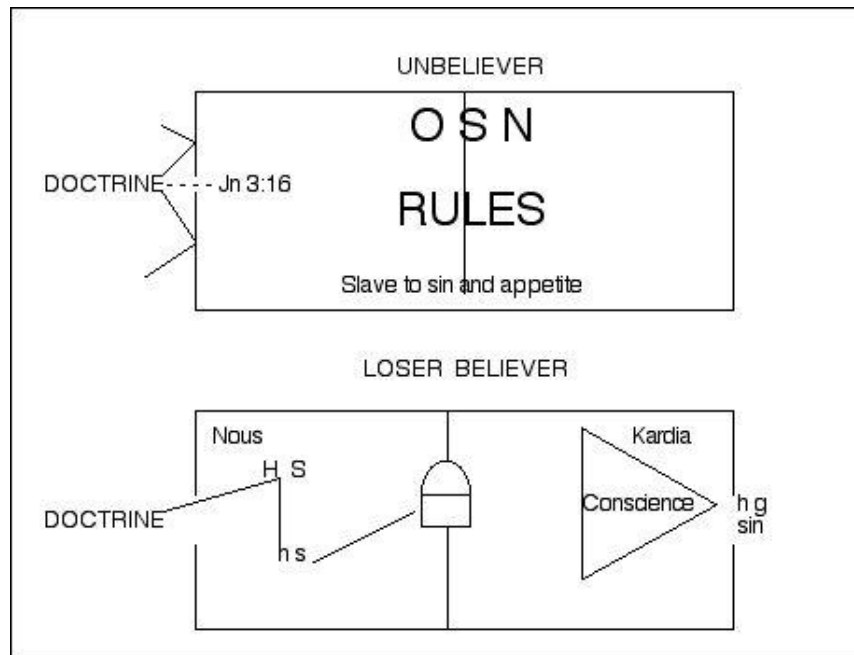 UNBELIEVER
O S N
DOCTRINE Jn 3:16
RULES
Slave to sin and appetite
LOSER BELIEVER
Nous
Kardia
H S
Conscience
h g
DOCTRINE
sin
h s